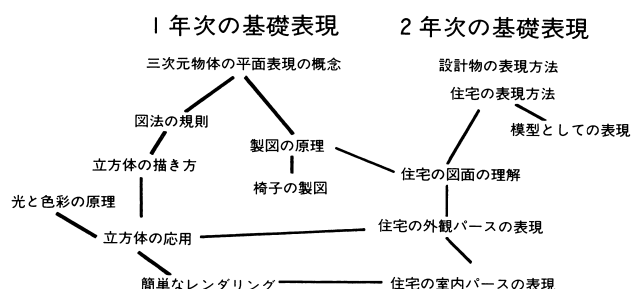 1年次の基礎表現
2年次の基礎表現
三次元物体の平面表現の概念
設計物の表現方法
住宅の表現方法
図法の規則
模型としての表現
製図の原理
立方体の描き方
住宅の図面の理解
椅子の製図
光と色彩の原理
住宅の外観パースの表現
立方体の応用
簡単なレンダリング
住宅の室内パースの表現